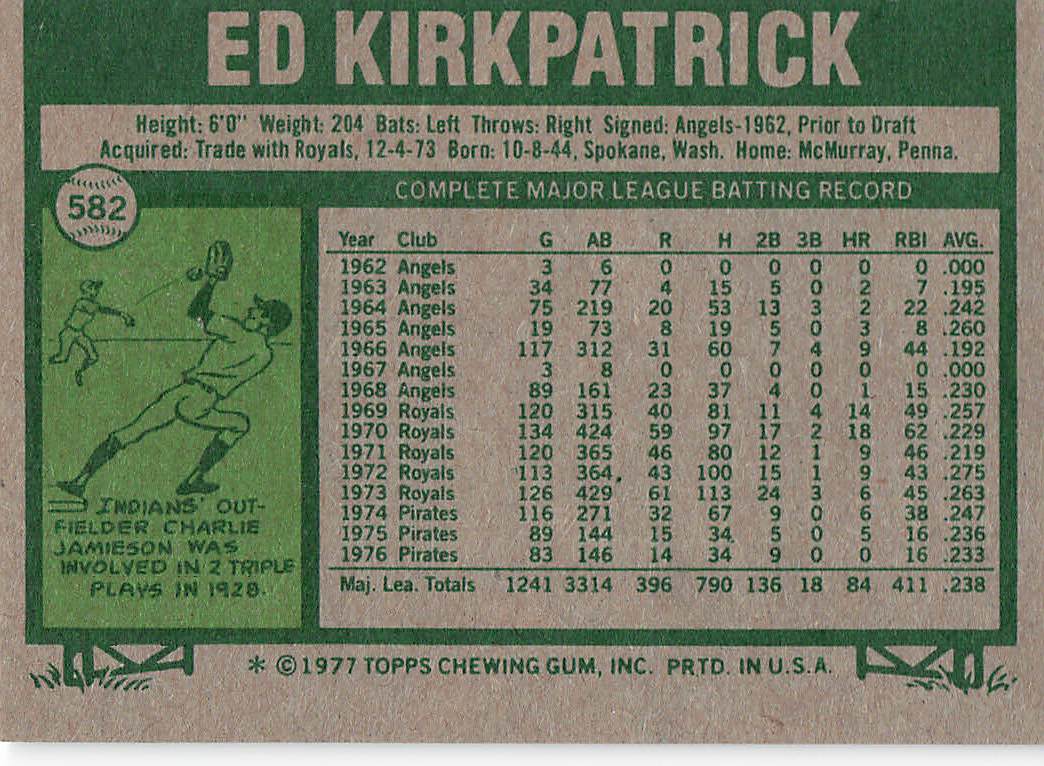 ED KIRKPATRICK
Height: 6'0" Weight: 204 Bats: Left Throws: Right Signed: Angels-1962, Prior to Draft
Acquired: Trade with Royals, 12-4-73 Born: 10-8-44, Spokane, Wash. Home: McMurray, Penna.
582
COMPLETE MAJOR LEAGUE BATTING RECORD
Year Club G AB R H 2B 3B HR RBI AVG.
1962 Angels 3 6 0 0 0 0 0 0 .000
1963 Angels 34 77 4 15 5 0 2 7 .195
1964 Angels 75 219 20 53 13 3 2 22 .242
1965 Angels 19 73 8 19 5 0 3 8 .260
1966 Angels 117 312 31 60 7 4 9 44 .192
1967 Angels 3 8 0 0 0 0 0 0 .000
1968 Angels 89 161 23 37 4 0 1 15 .230
1969 Royals 120 315 40 81 11 4 14 49 .257
1970 Royals 134 424 59 97 17 2 18 62 .229
1971 Royals 120 365 46 80 12 1 9 46 .219
1972 Royals 113 364 43 100 15 1 9 43 .275
1973 Royals 126 429 61 113 24 3 6 45 .263
1974 Pirates 116 271 32 67 9 0 6 38 .247
1975 Pirates 89 144 15 34 5 0 5 16 .236
1976 Pirates 83 146 14 34 9 0 0 16 .233
Maj. Lea. Totals 1241 3314 396 790 136 18 84 411 .238
INDIANS' OUT-
FIELDER CHARLIE
JAMIESON WAS
INVOLVED IN 2 TRIPLE
PLAYS IN 1928.
* ©1977 TOPPS CHEWING GUM, INC. PRTD. IN U.S.A.